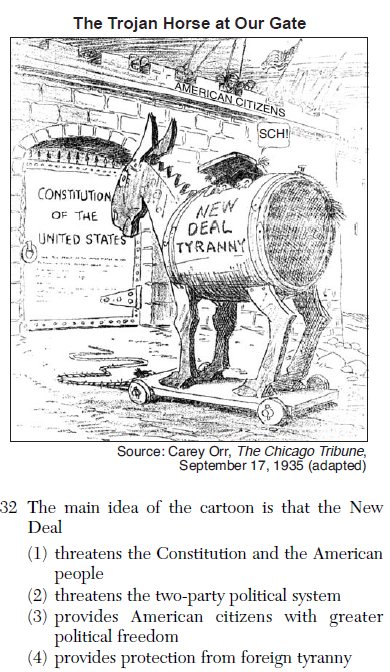 The Trojan Horse at Our Gate
AMERICAN CITIZENS
SCH!
CONSTITUTION
OF THE
UNITED STATES
NEW
DEAL
TYRANNY
Source: Carey Orr, The Chicago Tribune,
September 17, 1935 (adapted)
32 The main idea of the cartoon is that the New
Deal
(1) threatens the Constitution and the American
people
(2) threatens the two-party political system
(3) provides American citizens with greater
political freedom
(4) provides protection from foreign tyranny